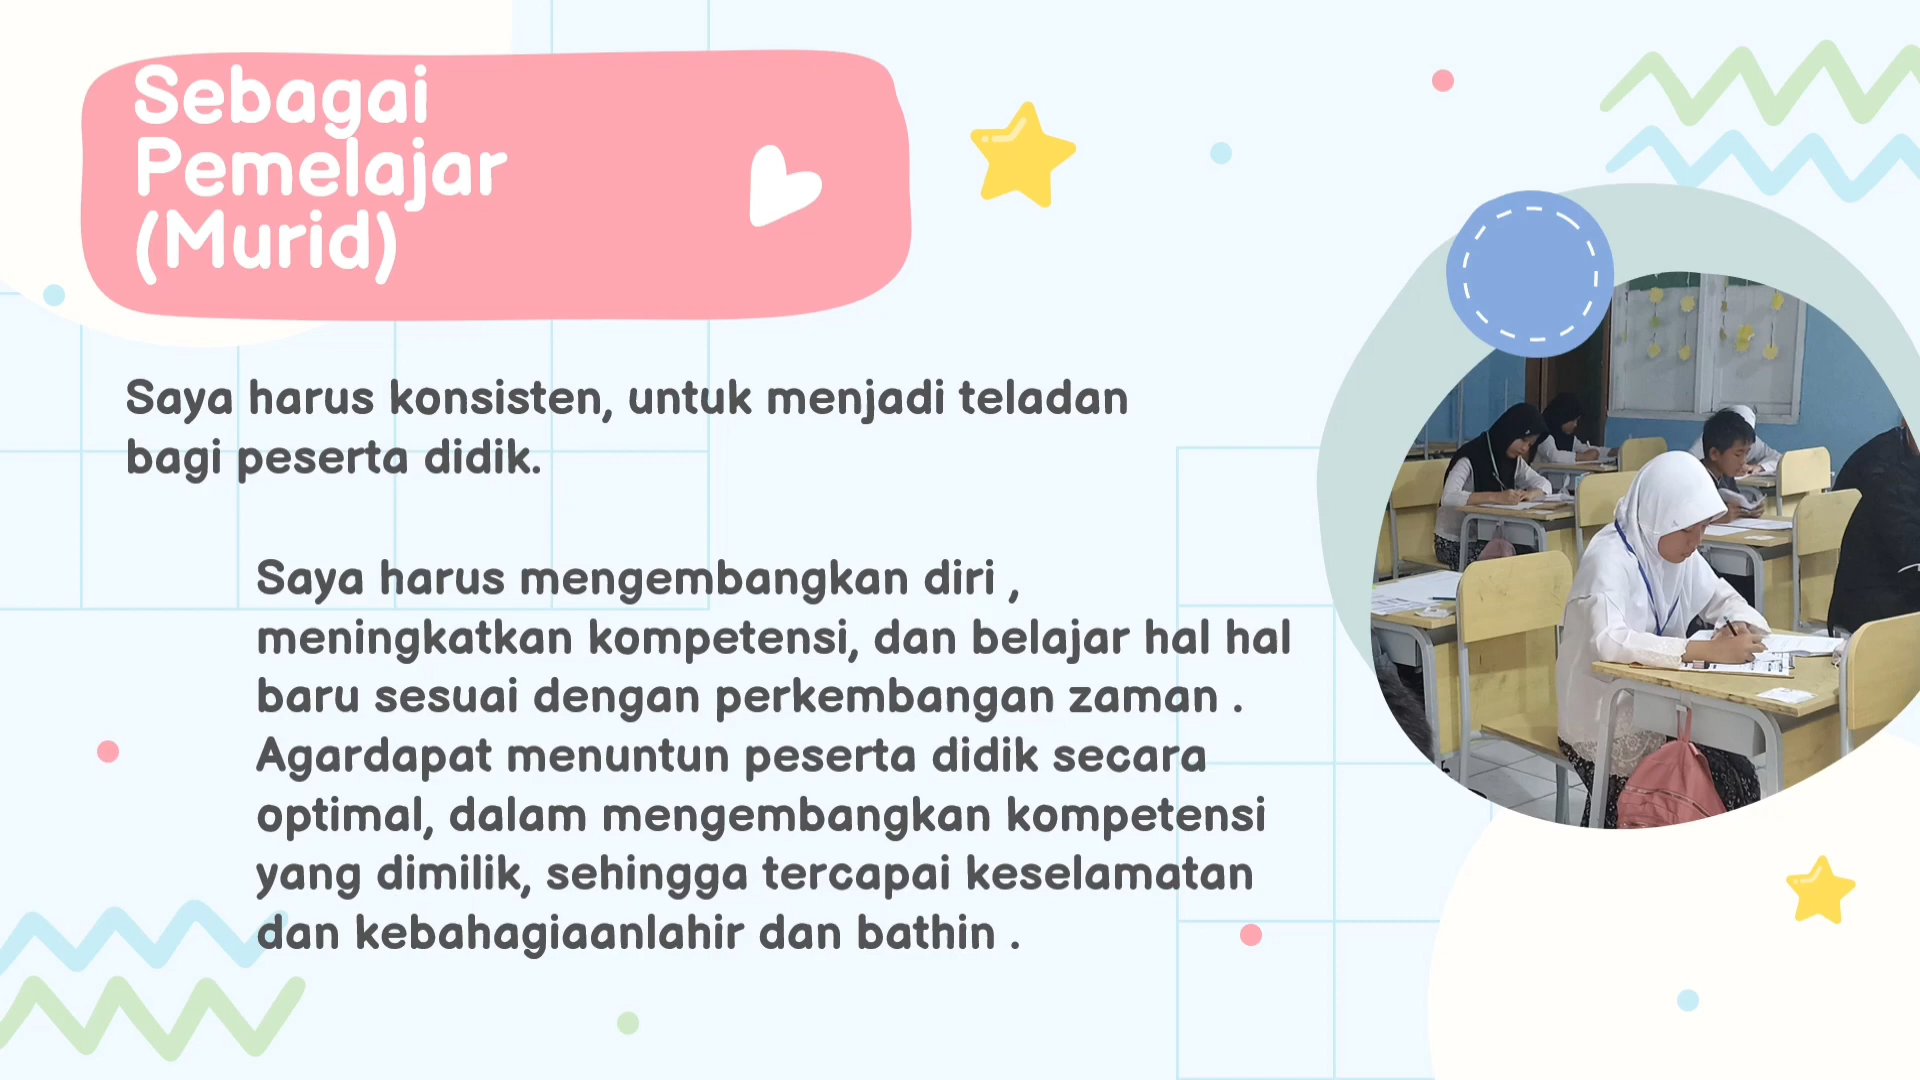 Sebagai
Pemelajar
(Murid)
Saya harus konsisten, untuk menjadi teladan
bagi peserta didik.
Saya harus mengembangkan diri ,
meningkatkan kompetensi, dan belajar hal hal
baru sesuai dengan perkembangan zaman .
Agardapat menuntun peserta didik secara
optimal, dalam mengembangkan kompetensi
yang dimilik, sehingga tercapai keselamatan
dan kebahagiaanlahir dan bathin .